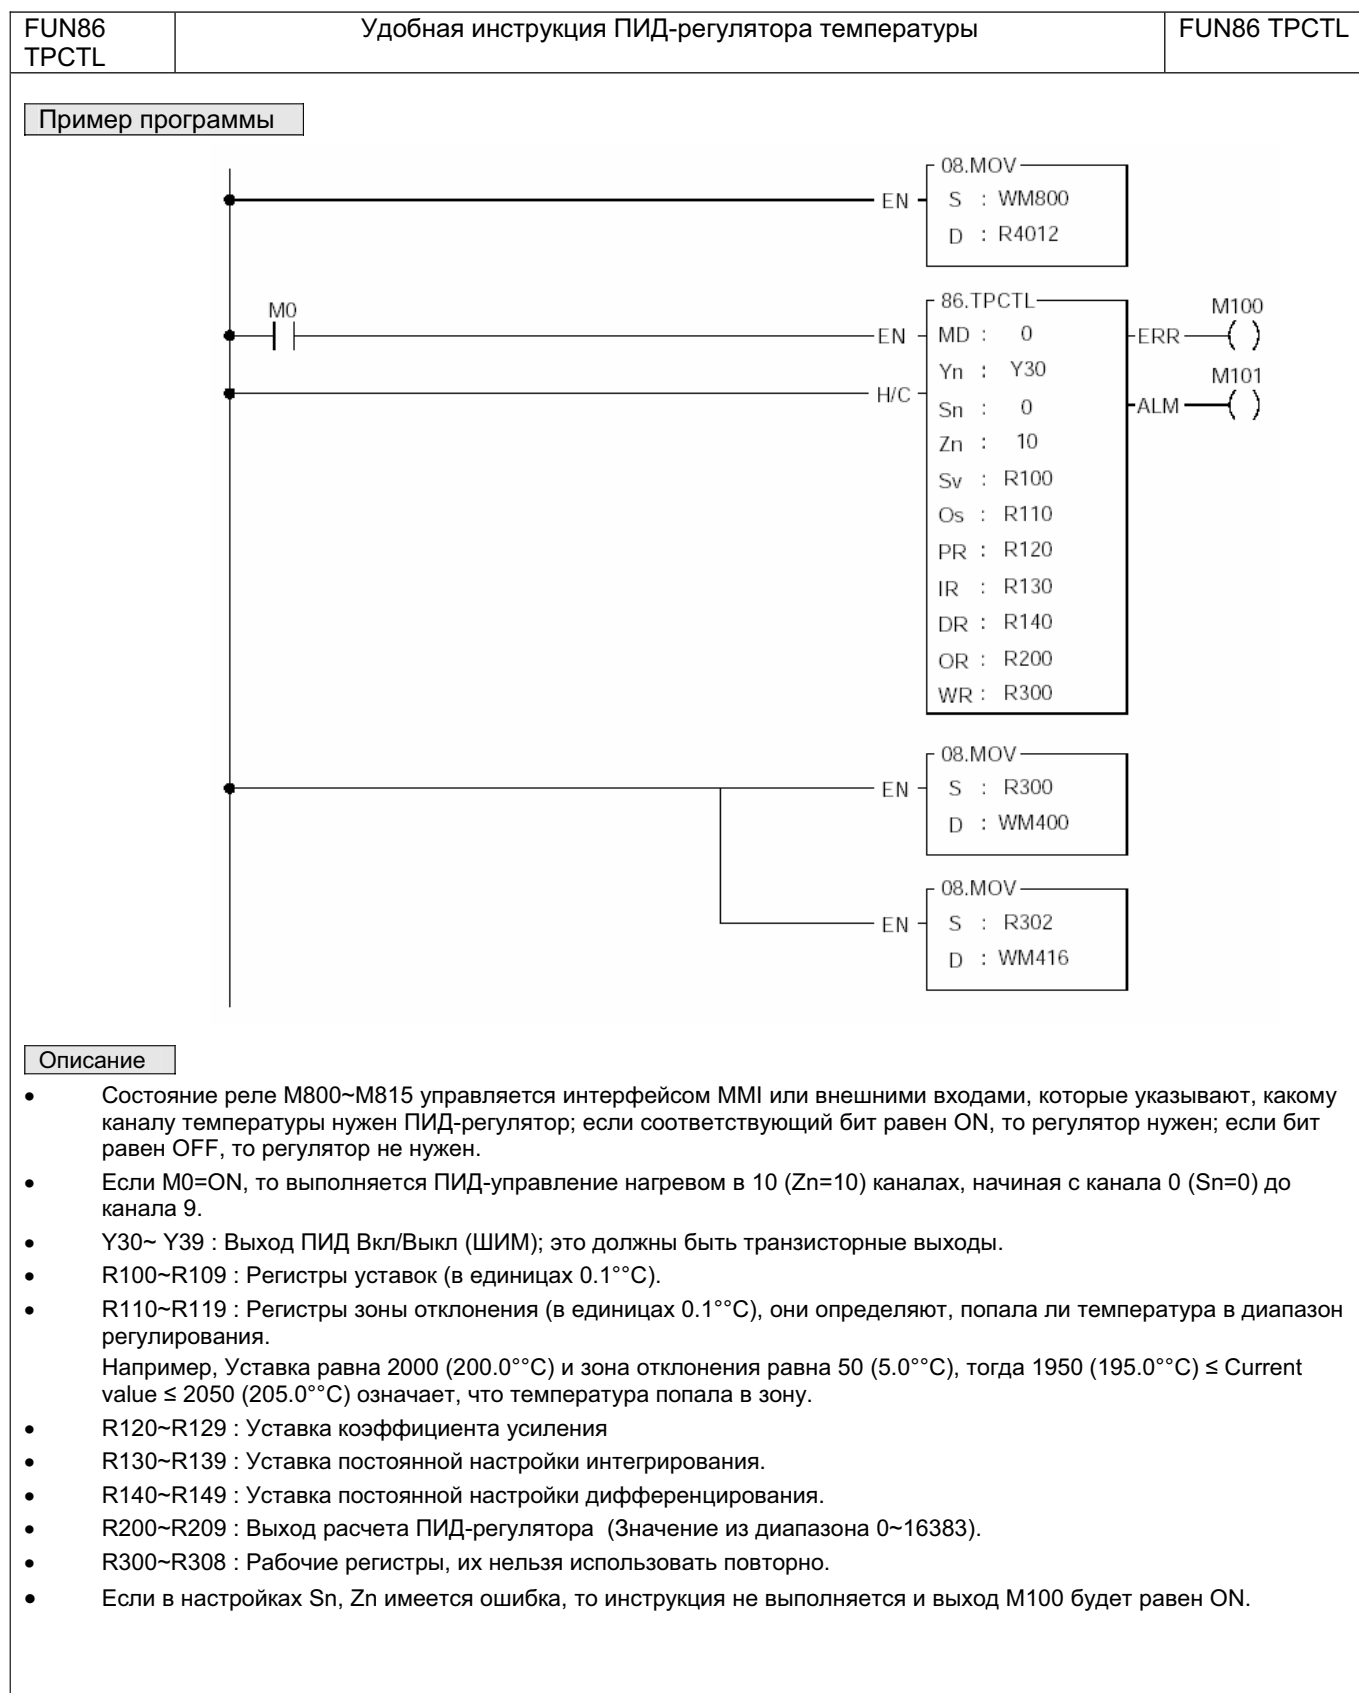 FUN86 TPCTL
Удобная инструкция ПИД-регулятора температуры
FUN86 TPCTL
Пример программы
08.MOV
EN
S : WM800
D : R4012
M0
EN
H/C
86.TPCTL
MD : 0
Yn : Y30
Sn : 0
Zn : 10
Sv : R100
Os : R110
PR : R120
IR : R130
DR : R140
OR : R200
WR : R300
ERR
M100
( )
ALM
M101
( )
08.MOV
EN
S : R300
D : WM400
08.MOV
EN
S : R302
D : WM416
Описание
• Состояние реле M800~M815 управляется интерфейсом MMI или внешними входами, которые указывают, какому
каналу температуры нужен ПИД-регулятор; если соответствующий бит равен ON, то регулятор нужен; если бит
равен OFF, то регулятор не нужен.
• Если M0=ON, то выполняется ПИД-управление нагревом в 10 (Zn=10) каналах, начиная с канала 0 (Sn=0) до
канала 9.
• Y30~ Y39 : Выход ПИД Вкл/Выкл (ШИМ); это должны быть транзисторные выходы.
• R100~R109 : Регистры уставок (в единицах 0.1°°C).
• R110~R119 : Регистры зоны отклонения (в единицах 0.1°°C), они определяют, попала ли температура в диапазон
регулирования.
Например, Уставка равна 2000 (200.0°°C) и зона отклонения равна 50 (5.0°°C), тогда 1950 (195.0°°C) ≤ Current
value ≤ 2050 (205.0°°C) означает, что температура попала в зону.
• R120~R129 : Уставка коэффициента усиления
• R130~R139 : Уставка постоянной настройки интегрирования.
• R140~R149 : Уставка постоянной настройки дифференцирования.
• R200~R209 : Выход расчета ПИД-регулятора (Значение из диапазона 0~16383).
• R300~R308 : Рабочие регистры, их нельзя использовать повторно.
• Если в настройках Sn, Zn имеется ошибка, то инструкция не выполняется и выход M100 будет равен ON.